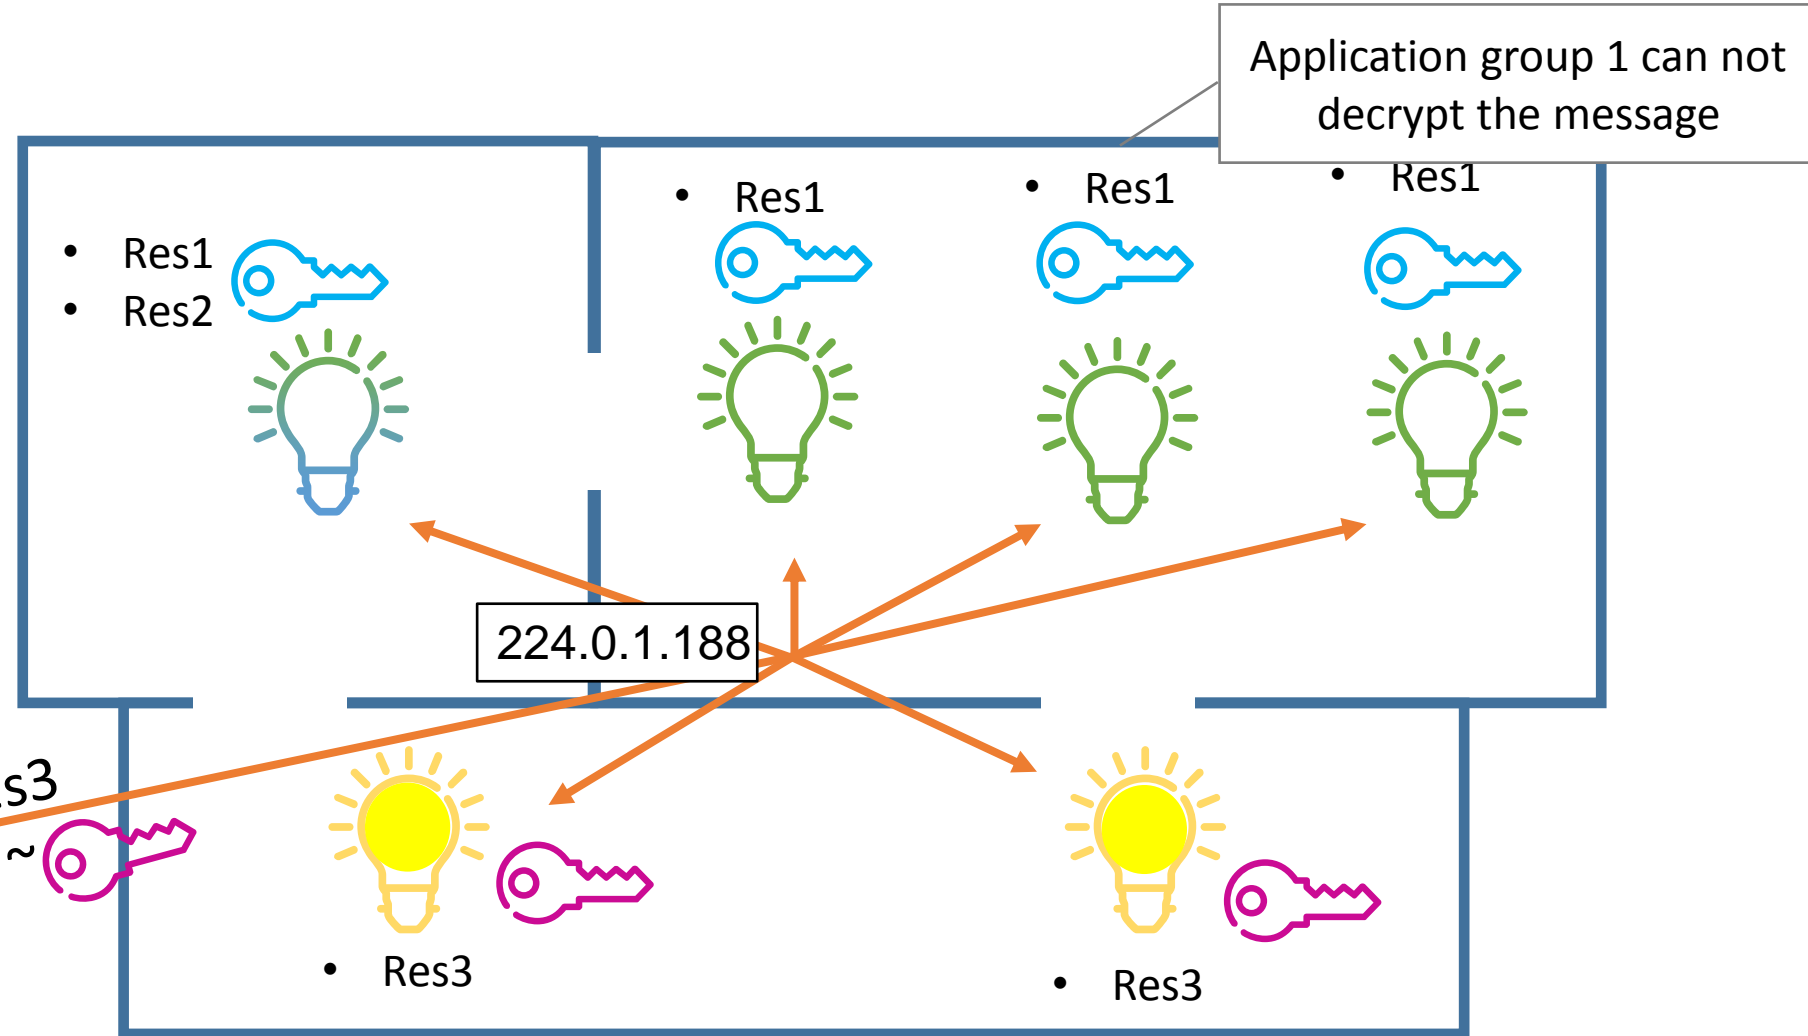 Application group 1 can not
decrypt the message
• Res1
• Res1
• Res1
• Res1
• Res2
224.0.1.188
s3
~
• Res3
• Res3